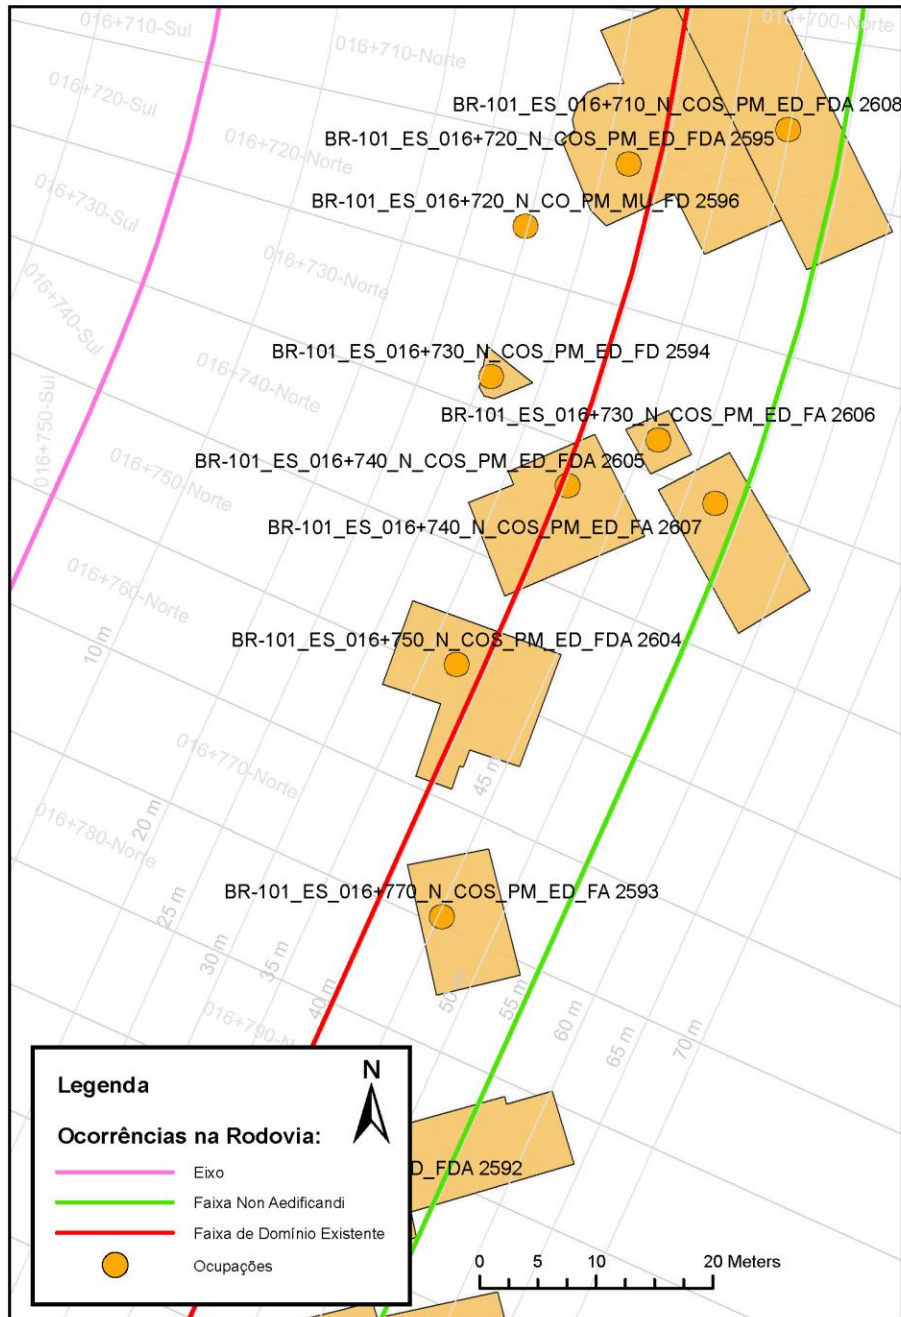 016+710-Sul
016+700-Norte
016+710-Norte
016+720-Sul
BR-101_ES_016+710_N_COS_PM_ED_FDA 2608
BR-101_ES_016+720_N_COS_PM_ED_FDA 2595
016+720-Norte
016+730-Sul
BR-101_ES_016+720_N_CO_PM_MU_FD 2596
016+730-Norte
016+740-Sul
BR-101_ES_016+730_N_COS_PM_ED_FD 2594
016+740-Norte
016+750-Sul
BR-101_ES_016+730_N_COS_PM_ED_FA 2606
BR-101_ES_016+740_N_COS_PM_ED_FDA 2605
016+750-Norte
BR-101_ES_016+740_N_COS_PM_ED_FA 2607
016+760-Norte
10 m
BR-101_ES_016+750_N_COS_PM_ED_FDA 2604
016+770-Norte
45 m
20 m
016+780-Norte
BR-101_ES_016+770_N_COS_PM_ED_FA 2593
25 m
30 m
35 m
40 m
50 m
55 m
60 m
65 m
70 m
016+790-N
Legenda
N
Ocorrências na Rodovia:
Eixo
Faixa Non Aedificandi
Faixa de Domínio Existente
Ocupações
D_FDA 2592
0 5 10 20 Meters